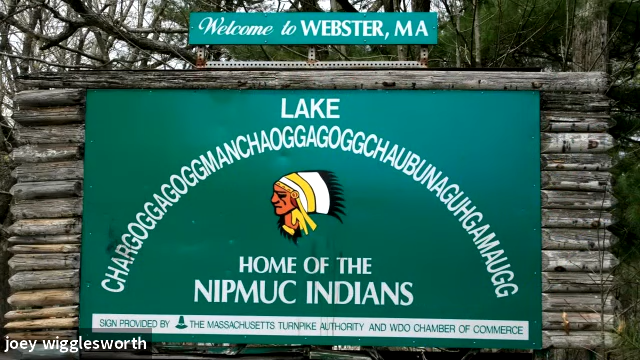 Welcome to WEBSTER, MA
LAKE
CHARGOGGAGOGGMANCHAOGGAGOGGCHAUBUNAGUHGAMAUGG
HOME OF THE
NIPMUC INDIANS
SIGN PROVIDED BY THE MASSACHUSETTS TURNPIKE AUTHORITY AND WDO CHAMBER OF COMMERCE
joey wigglesworth